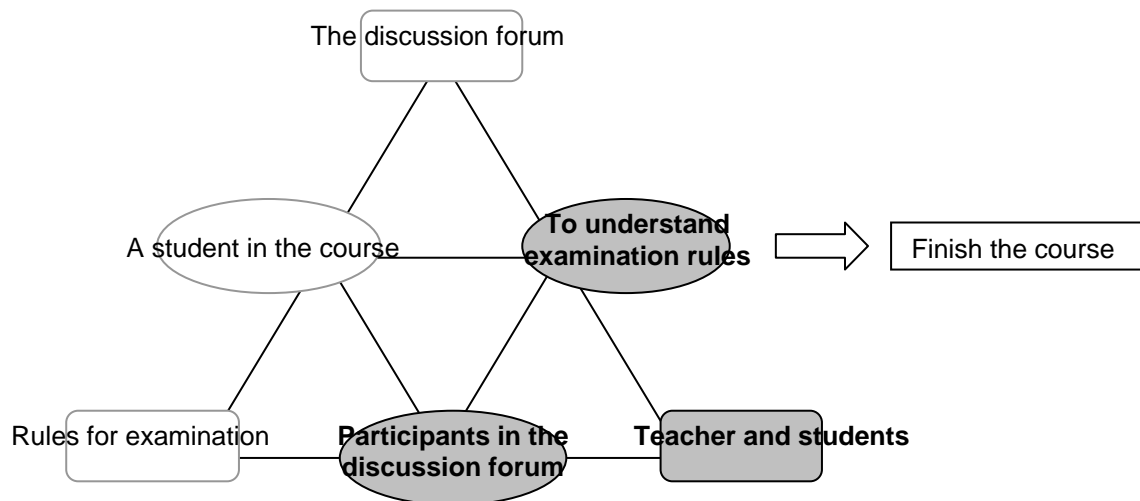 The discussion forum
A student in the course
To understand
examination rules
Finish the course
Rules for examination
Participants in the
discussion forum
Teacher and students